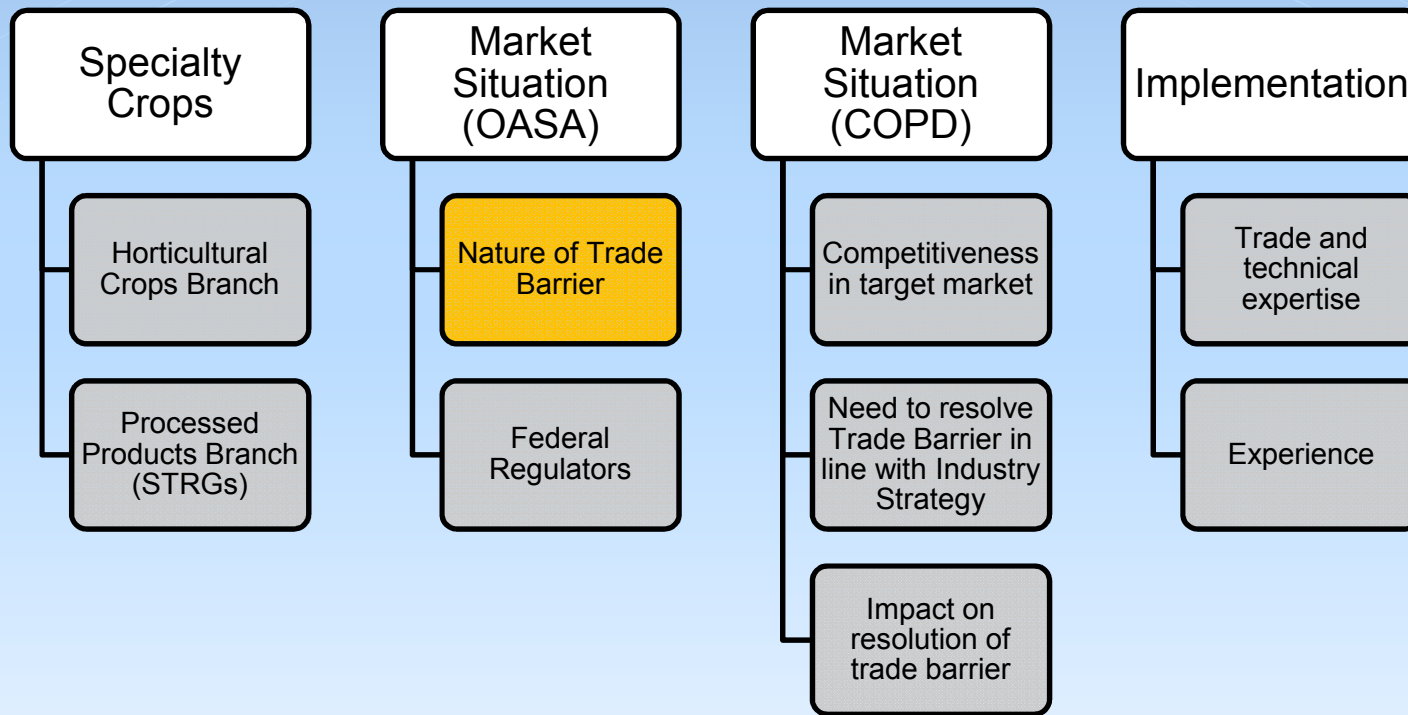 Specialty
Crops
Horticultural
Crops Branch
Processed
Products Branch
(STRGs)
Market
Situation
(OASA)
Nature of Trade
Barrier
Federal
Regulators
Market
Situation
(COPD)
Competitiveness
in target market
Need to resolve
Trade Barrier in
line with Industry
Strategy
Impact on
resolution of
trade barrier
Implementation
Trade and
technical
expertise
Experience